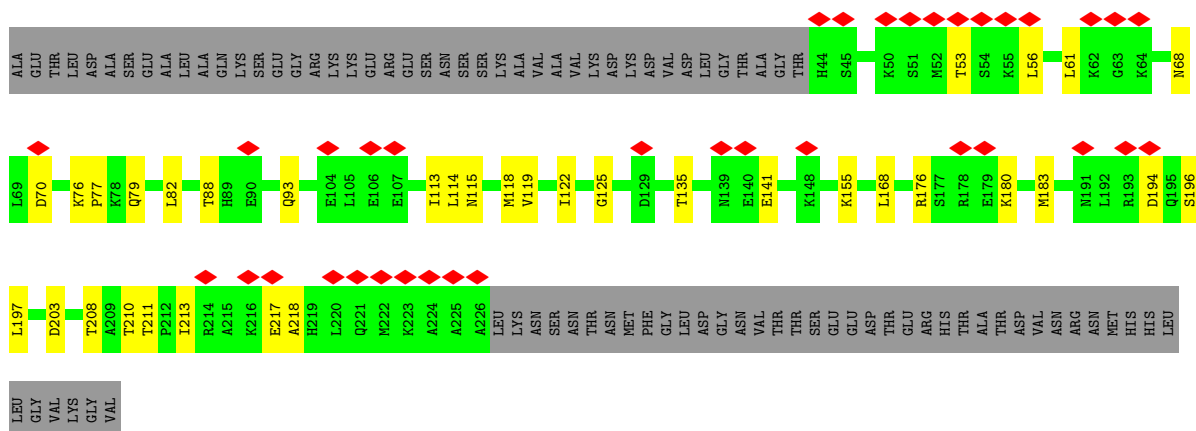 ALA GLU THR LEU ASP ALA SER GLU ALA LEU ALA GLN LYS SER GLU GLY ARG LYS LYS GLU ARG GLU SER ASN SER SER LYS ALA VAL ALA VAL LYS ASP LYS ASP VAL ASP LEU GLY THR ALA GLY THR H44 S45 K50 S51 M52 T53 S54 K55 L56 L61 K62 G63 K64 N68
L69 D70 K76 P77 K78 Q79 L82 T88 H89 E90 Q93 E104 L105 E106 E107 I113 L114 N115 M118 V119 I122 G125 D129 T135 N139 E140 E141 K148 K155 L168 R176 S177 R178 E179 K180 M183 N191 L192 R193 D194 Q195 S196
L197 D203 T208 A209 T210 T211 P212 I213 R214 A215 K216 E217 A218 H219 L220 Q221 M222 K223 A224 A225 A226 LEU LYS ASN SER ASN THR ASN MET PHE GLY LEU ASP GLY ASN VAL THR THR SER GLU GLU ASP THR GLU ARG HIS THR ALA THR ASP VAL ASN ARG ASN MET HIS HIS LEU
LEU GLY VAL LYS GLY VAL